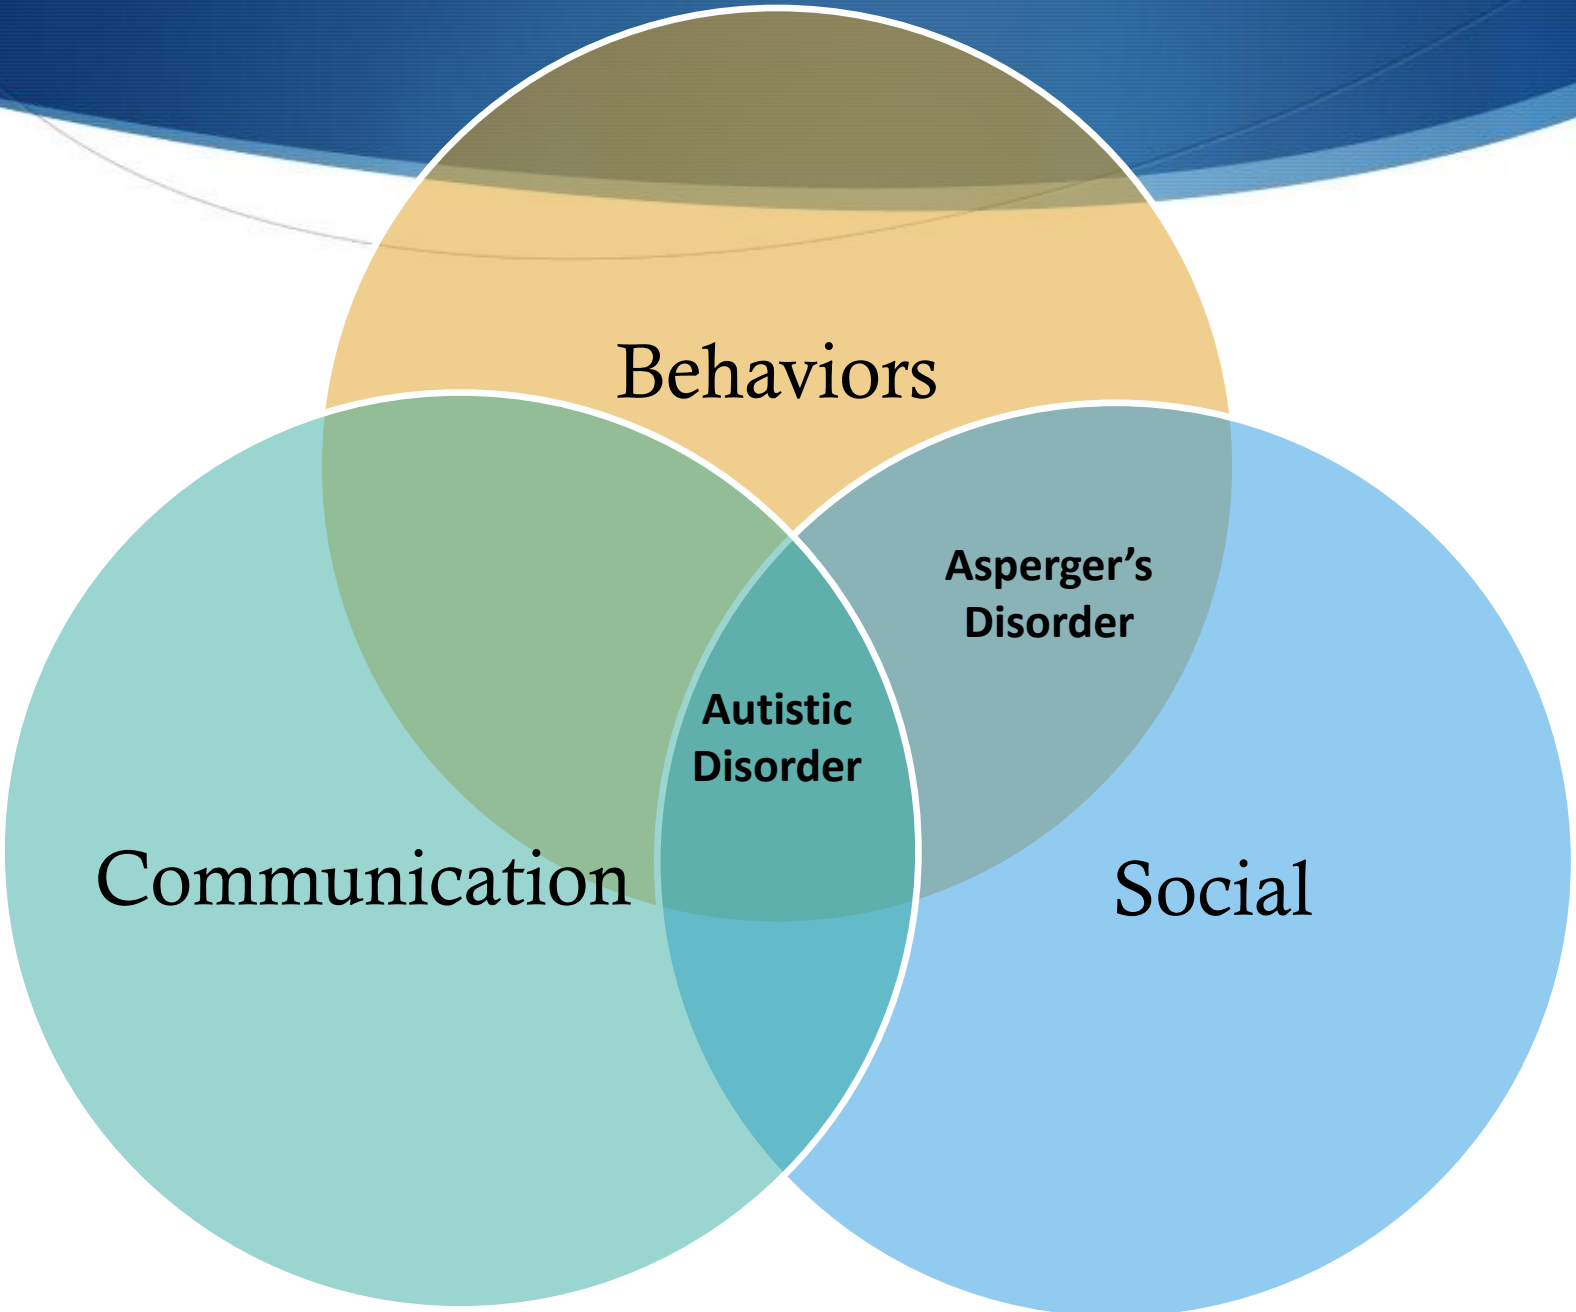 Behaviors
Asperger’s
Disorder
Autistic
Disorder
Communication
Social